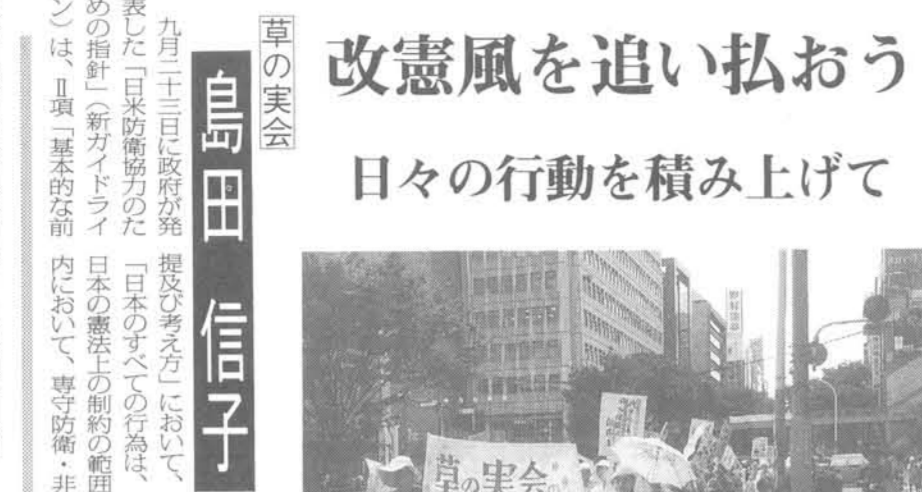 改憲風を追い払おう
日々の行動を積み上げて
草の実会
島田 信子
九月二十三日に政府が発
表した「日米防衛協力のた
めの指針」(新ガイドライ
ン)は、Ⅱ項「基本的な前
提及び考え方」において、
「日本のすべての行為は、
日本の憲法上の制約の範囲
内において、専守防衛・非
草の実会